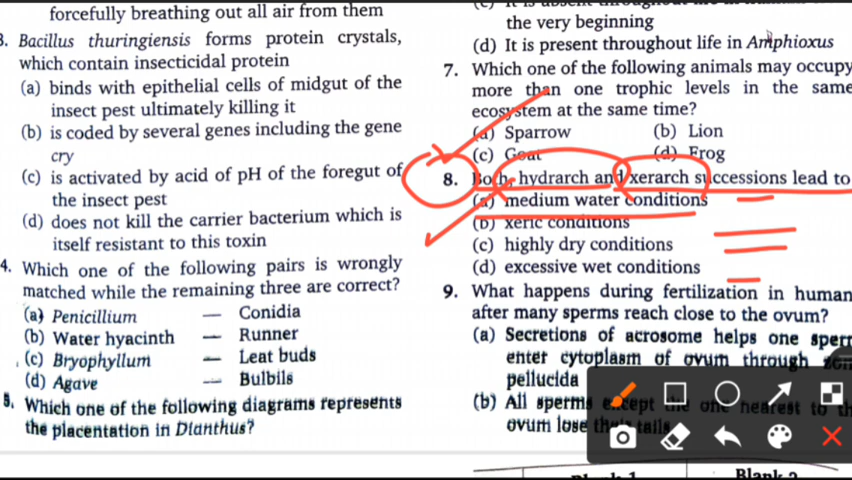 forcefully breathing out all air from them
3. Bacillus thuringiensis forms protein crystals,
which contain insecticidal protein
(a) binds with epithelial cells of midgut of the
insect pest ultimately killing it
(b) is coded by several genes including the gene
cry
(c) is activated by acid of pH of the foregut of
the insect pest
(d) does not kill the carrier bacterium which is
itself resistant to this toxin
4. Which one of the following pairs is wrongly
matched while the remaining three are correct?
(a) Penicillium — Conidia
(b) Water hyacinth — Runner
(c) Bryophyllum — Leat buds
(d) Agave — Bulbils
5. Which one of the following diagrams represents
the placentation in Dianthus?
the very beginning
(d) It is present throughout life in Amphioxus
7. Which one of the following animals may occupy
more than one trophic levels in the same
ecosystem at the same time?
(a) Sparrow (b) Lion
(c) Goat (d) Frog
8. Both, hydrarch and xerarch successions lead to
(a) medium water conditions
(b) xeric conditions
(c) highly dry conditions
(d) excessive wet conditions
9. What happens during fertilization in human
after many sperms reach close to the ovum?
(a) Secretions of acrosome helps one sperm
enter cytoplasm of ovum through
pellucida
(b) All sperms except the one nearest to
ovum lose their tails
Blank 2